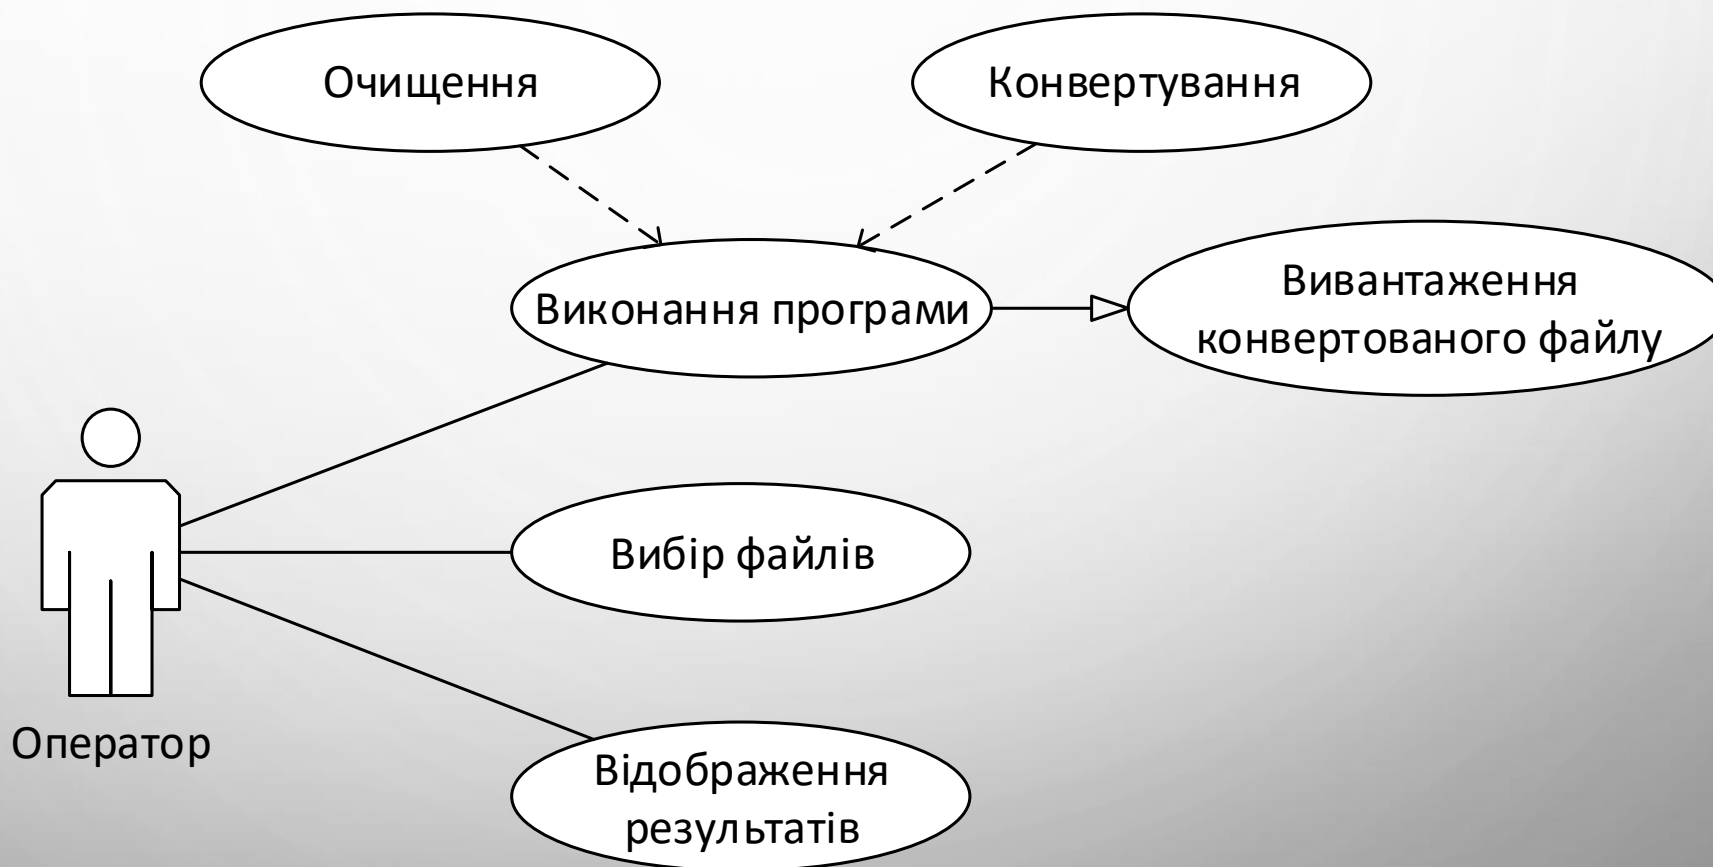 Очищення
Конвертування
Виконання програми
Вивантаження
конвертованого файлу
Вибір файлів
Оператор
Відображення
результатів